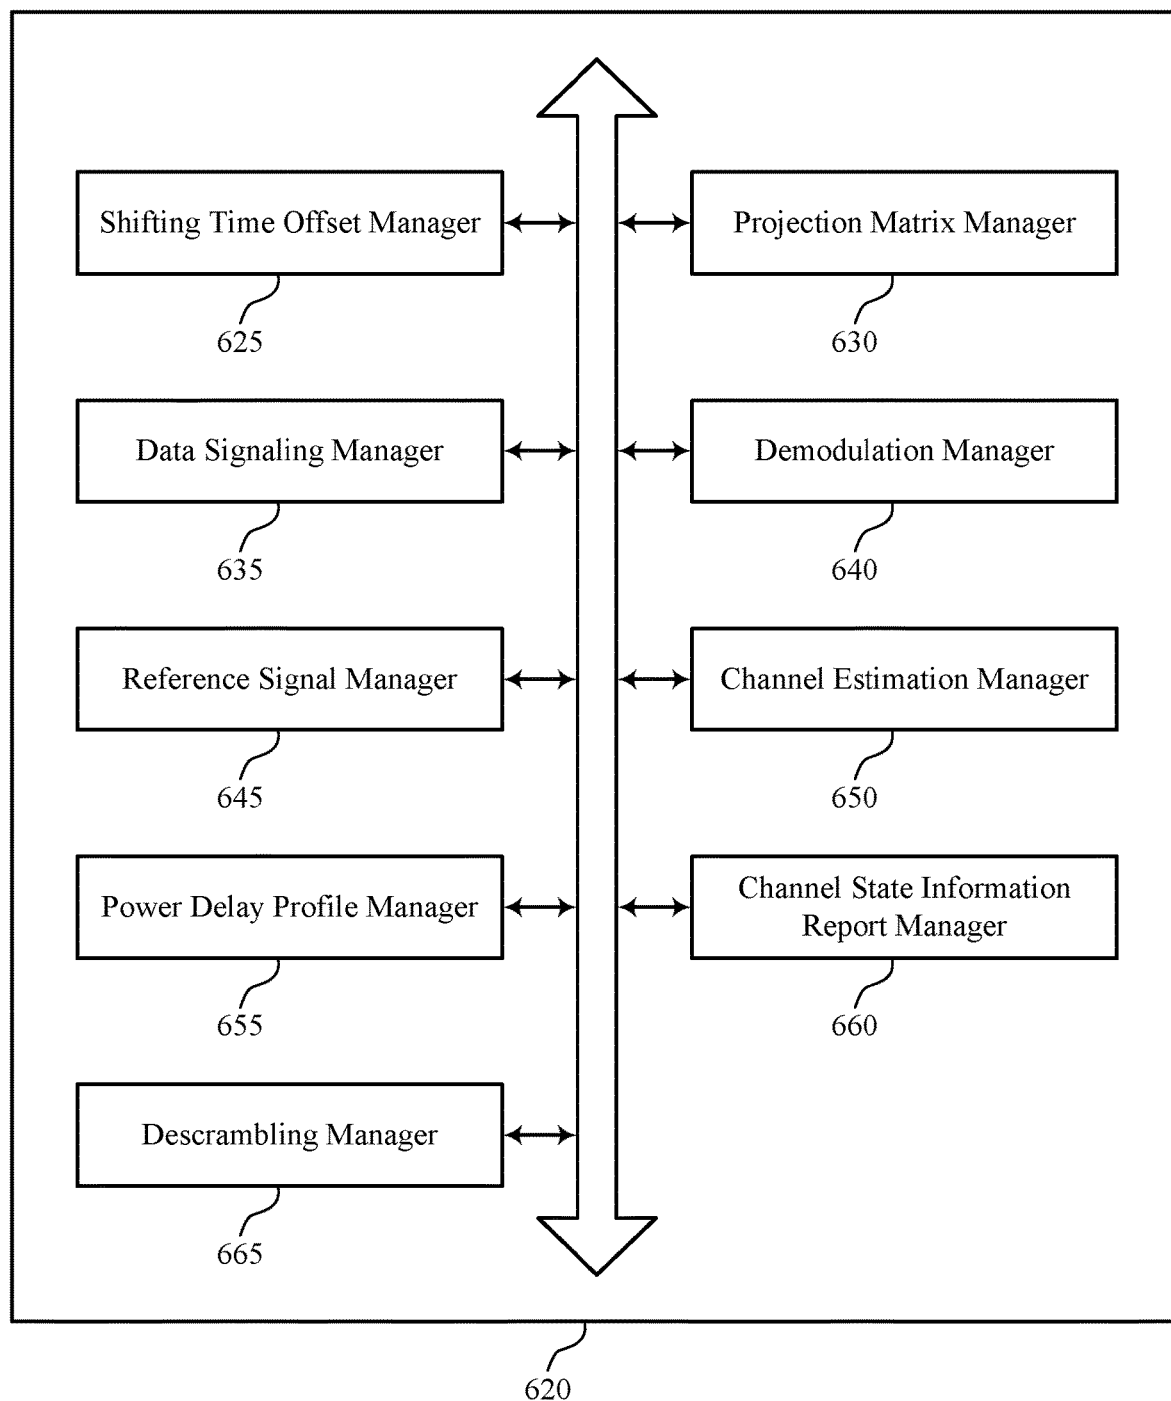 Shifting Time Offset Manager
625
Projection Matrix Manager
630
Data Signaling Manager
635
Demodulation Manager
640
Reference Signal Manager
645
Channel Estimation Manager
650
Power Delay Profile Manager
655
Channel State Information
Report Manager
660
Descrambling Manager
665
620